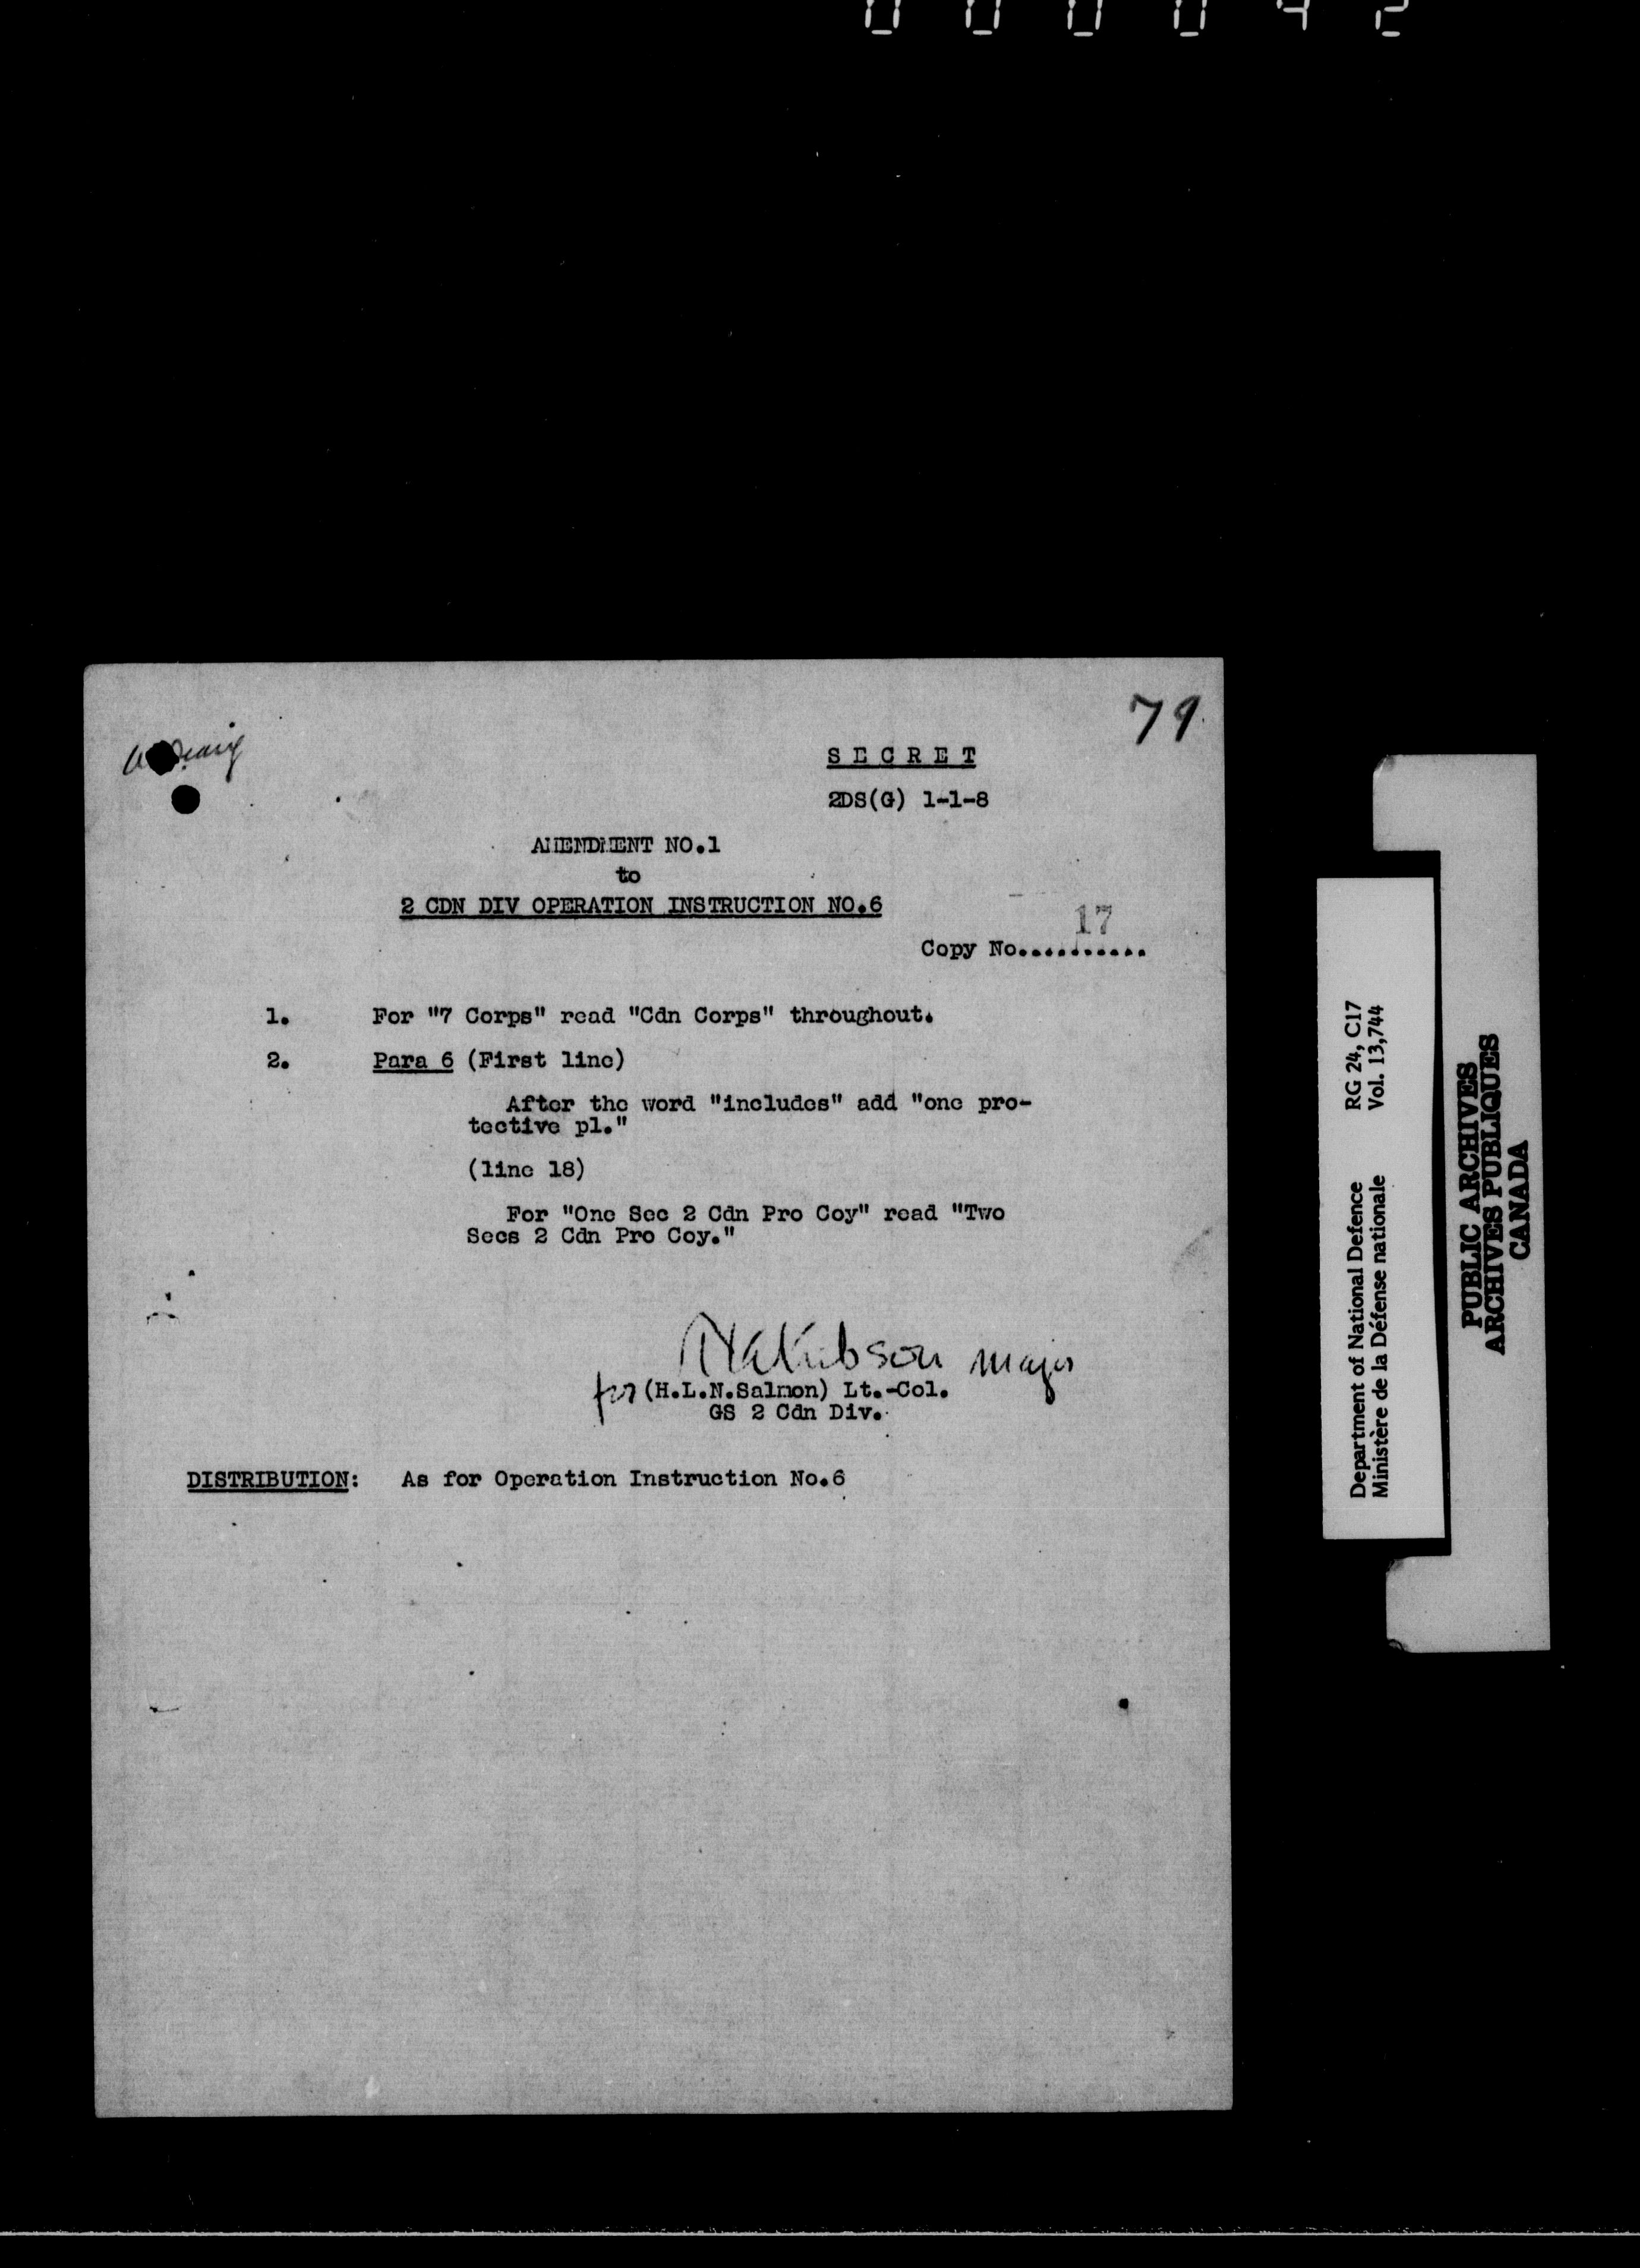 000042
79
SECRET
2DS(G) 1-1-8
AMENDMENT NO.1
to
2 CDN DIV OPERATION INSTRUCTION NO.6
17
Copy No...........
1. For "7 Corps" read "Cdn Corps" throughout.
2. Para 6 (First line)
After the word "includes" add "one pro-
tective pl."
(line 18)
For "One Sec 2 Cdn Pro Coy" read "Two
Secs 2 Cdn Pro Coy."
Major
for (H.L.N.Salmon) Lt.-Col.
GS 2 Cdn Div.
DISTRIBUTION: As for Operation Instruction No.6
Department of National Defence RG 24, C17
Ministère de la Défense nationale Vol. 13,744
PUBLIC ARCHIVES
ARCHIVES PUBLIQUES
CANADA